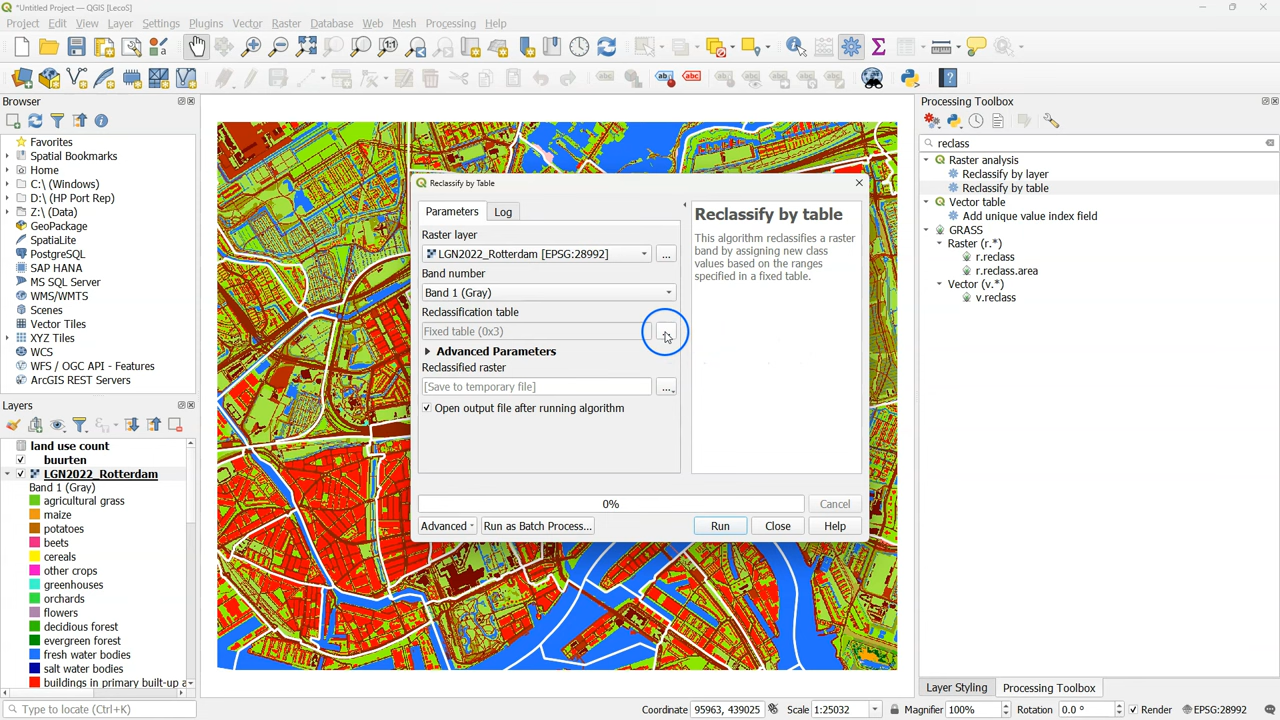 *Untitled Project — QGIS [LecoS]
Project Edit View Layer Settings Plugins Vector Raster Database Web Mesh Processing Help
Browser
Favorites
Spatial Bookmarks
Home
C:\ (Windows)
D:\ (HP Port Rep)
Z:\ (Data)
GeoPackage
SpatiaLite
PostgreSQL
SAP HANA
MS SQL Server
WMS/WMTS
Scenes
Vector Tiles
XYZ Tiles
WCS
WFS / OGC API - Features
ArcGIS REST Servers
Layers
land use count
buurten
LGN2022_Rotterdam
Band 1 (Gray)
agricultural grass
maize
potatoes
beets
cereals
other crops
greenhouses
orchards
flowers
decidious forest
evergreen forest
fresh water bodies
salt water bodies
buildings in primary built-up a
Reclassify by Table
Parameters Log
Raster layer
LGN2022_Rotterdam [EPSG:28992]
...
Band number
Band 1 (Gray)
Reclassification table
Fixed table (0x3)
Advanced Parameters
Reclassified raster
[Save to temporary file]
...
Open output file after running algorithm
Reclassify by table
This algorithm reclassifies a raster
band by assigning new class
values based on the ranges
specified in a fixed table.
0%
Cancel
Advanced
Run as Batch Process...
Run
Close
Help
Processing Toolbox
reclass
Raster analysis
Reclassify by layer
Reclassify by table
Vector table
Add unique value index field
GRASS
Raster (r.*)
r.reclass
r.reclass.area
Vector (v.*)
v.reclass
Layer Styling Processing Toolbox
Type to locate (Ctrl+K)
Coordinate 95963, 439025 Scale 1:25032 Magnifier 100% Rotation 0.0 ° Render EPSG:28992